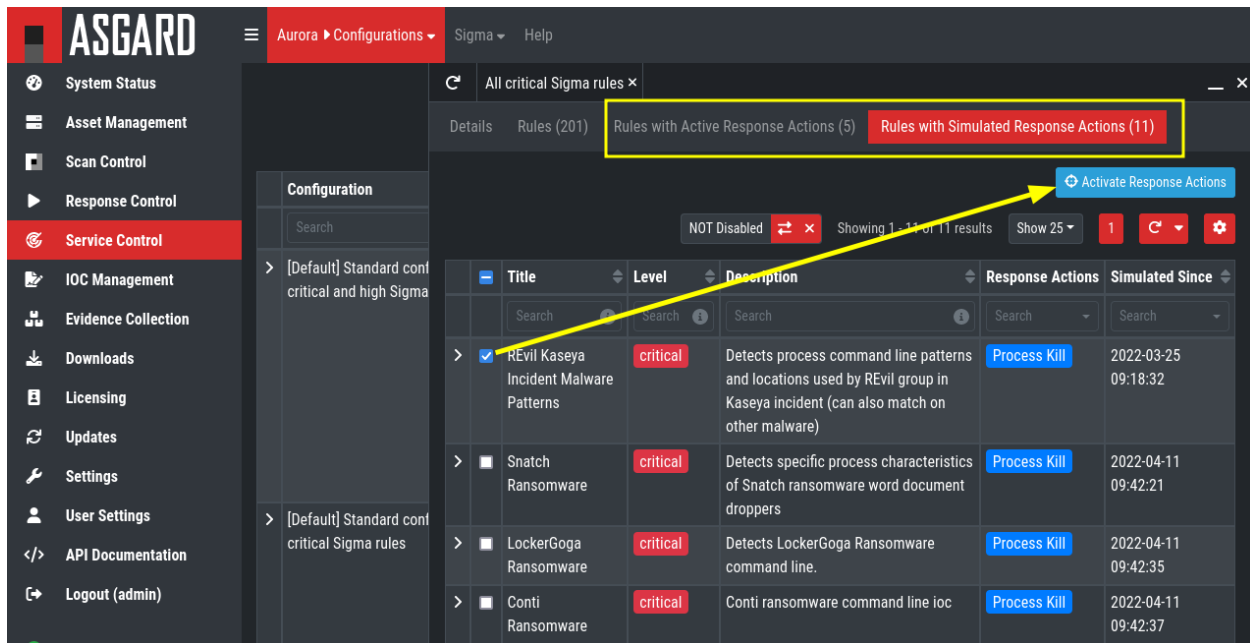 ASGARD
Aurora Configurations
Sigma
Help
System Status
Asset Management
Scan Control
Response Control
Service Control
IOC Management
Evidence Collection
Downloads
Licensing
Updates
Settings
User Settings
API Documentation
Logout (admin)
Configuration
Search
[Default] Standard conf
critical and high Sigma
[Default] Standard conf
critical Sigma rules
All critical Sigma rules ×
Details
Rules (201)
Rules with Active Response Actions (5)
Rules with Simulated Response Actions (11)
Activate Response Actions
NOT Disabled
Showing 1 - 11 of 11 results
Show 25
1
Title Level Description Response Actions Simulated Since
Search Search Search Search Search
REvil Kaseya
Incident Malware
Patterns
critical
Detects process command line patterns
and locations used by REvil group in
Kaseya incident (can also match on
other malware)
Process Kill
2022-03-25
09:18:32
Snatch
Ransomware
critical
Detects specific process characteristics
of Snatch ransomware word document
droppers
Process Kill
2022-04-11
09:42:21
LockerGoga
Ransomware
critical
Detects LockerGoga Ransomware
command line.
Process Kill
2022-04-11
09:42:35
Conti
Ransomware
critical
Conti ransomware command line ioc
Process Kill
2022-04-11
09:42:37